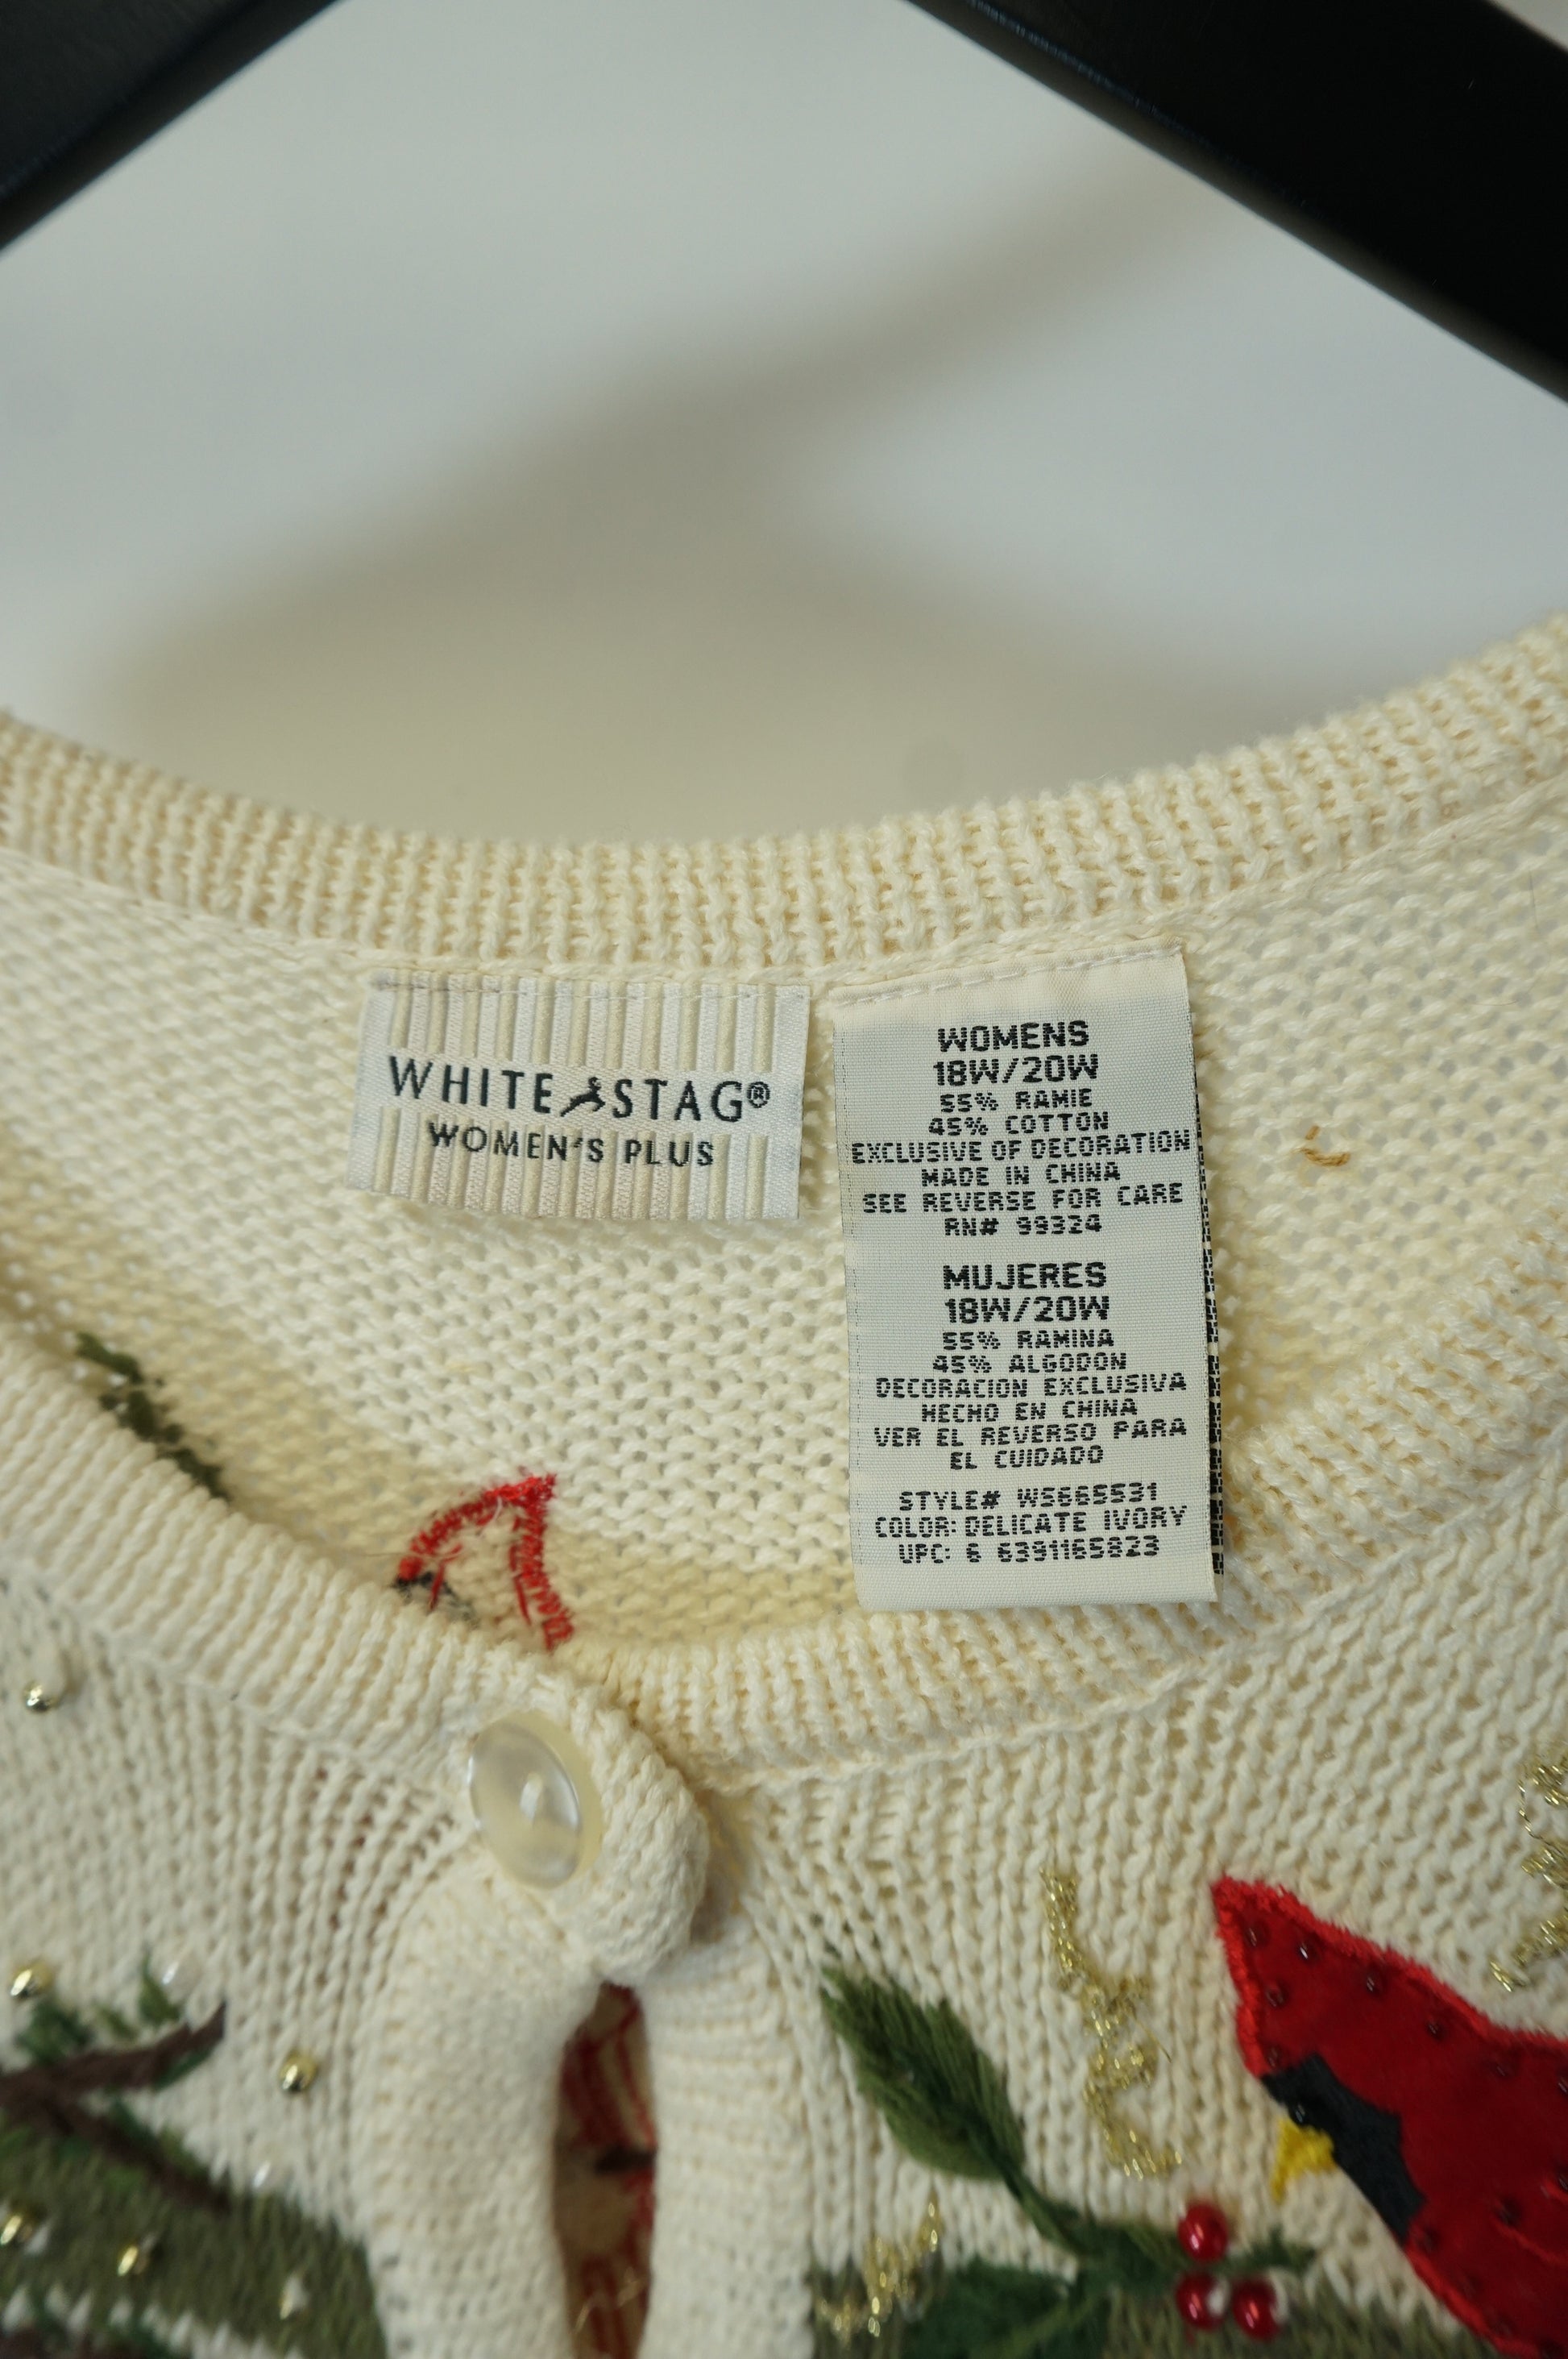 WHITE STAG®
WOMEN'S PLUS
WOMENS
18W/20W
55% RAMIE
45% COTTON
EXCLUSIVE OF DECORATION
MADE IN CHINA
SEE REVERSE FOR CARE
RN# 99324
MUJERES
18W/20W
55% RAMINA
45% ALGODON
DECORACION EXCLUSIVA
HECHO EN CHINA
VER EL REVERSO PARA
EL CUIDADO
STYLE# WS665531
COLOR: DELICATE IVORY
UPC: 6 6391165823